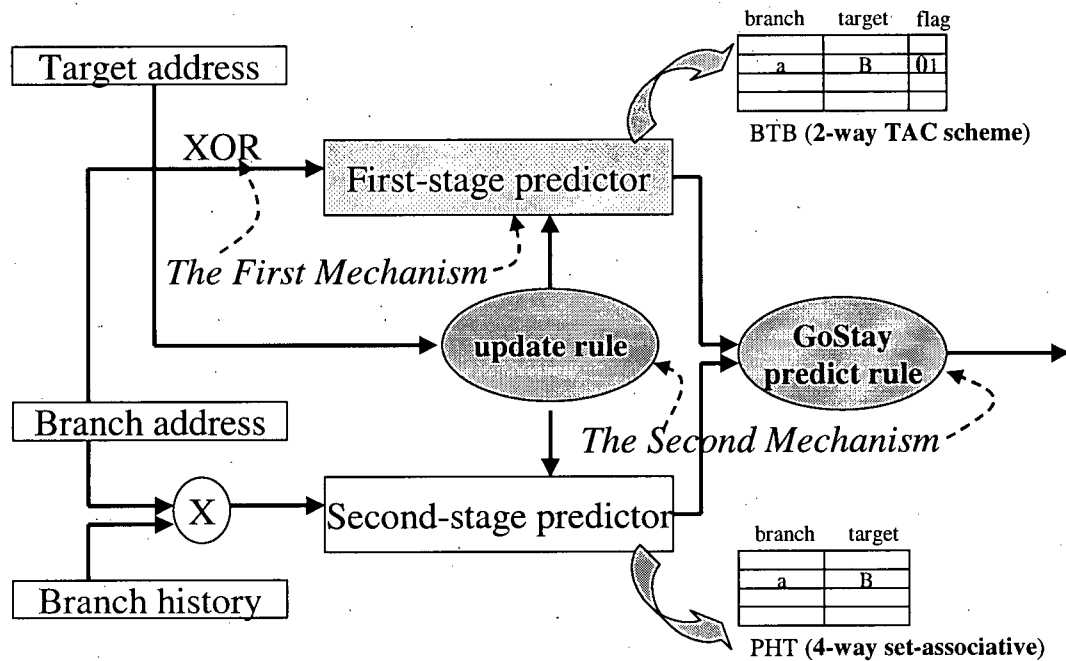 branch target flag
a B 01
BTB (2-way TAC scheme)
Target address
XOR
First-stage predictor
The First Mechanism
update rule
GoStay
predict rule
Branch address
The Second Mechanism
X
Second-stage predictor
Branch history
branch target
a B
PHT (4-way set-associative)